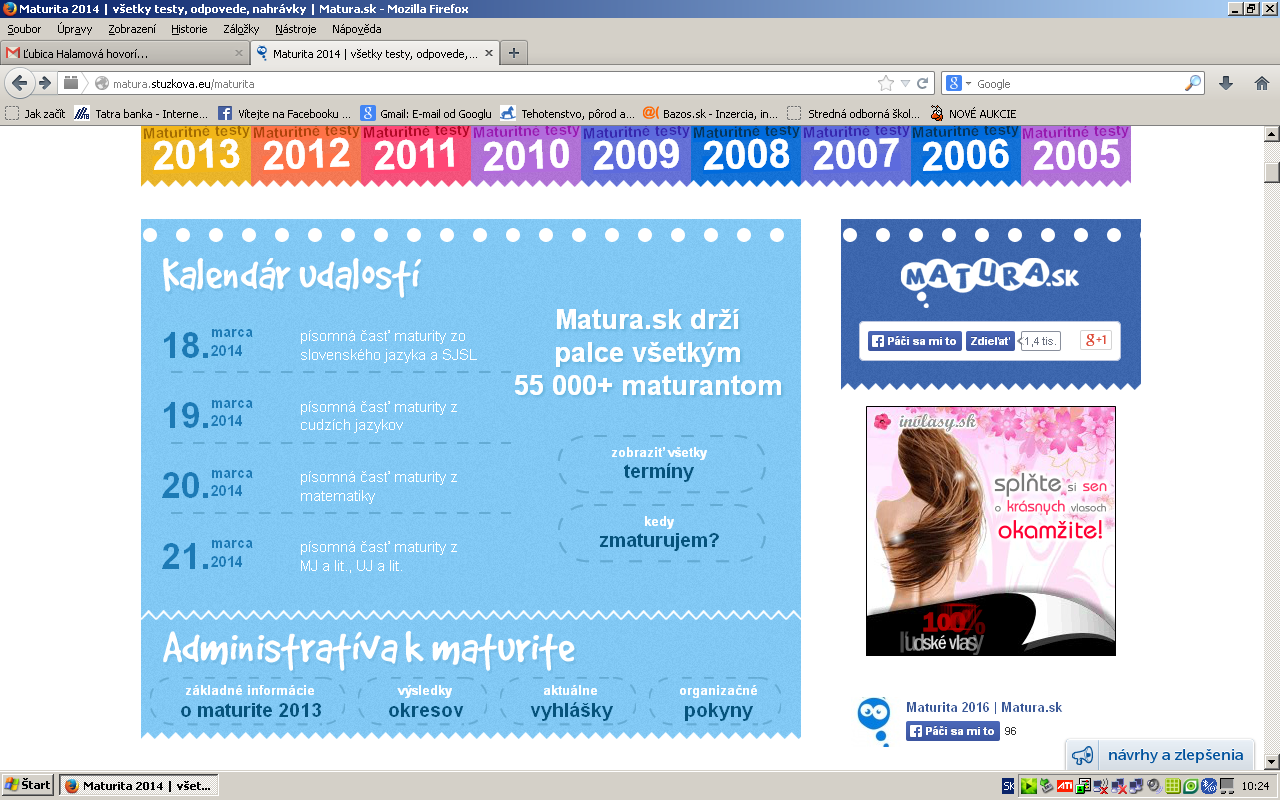 Maturita 2014 | všetky testy, odpovede, nahrávky | Matura.sk - Mozilla Firefox
Soubor Úpravy Zobrazení Historie Záložky Nástroje Nápověda
Ľubica Halamová hovorí...
Maturita 2014 | všetky testy, odpovede,...
matura.stuzkova.eu/maturita
Google
Jak začít
Tatra banka - Interne...
Vítejte na Facebooku ...
Gmail: E-mail od Googlu
Tehotenstvo, pôrod a...
Bazos.sk - Inzercia, in...
Stredná odborná škol...
NOVÉ AUKCIE
Maturitné testy 2013
Maturitné testy 2012
Maturitné testy 2011
Maturitné testy 2010
Maturitné testy 2009
Maturitné testy 2008
Maturitné testy 2007
Maturitné testy 2006
Maturitné testy 2005
Kalendár udalostí
18. marca 2014
písomná časť maturity zo
slovenského jazyka a SJSL
19. marca 2014
písomná časť maturity z
cudzích jazykov
20. marca 2014
písomná časť maturity z
matematiky
21. marca 2014
písomná časť maturity z
MJ a lit., UJ a lit.
Matura.sk drží
palce všetkým
55 000+ maturantom
zobraziť všetky
termíny
kedy
zmaturujem?
Administratíva k maturite
základné informácie
o maturite 2013
výsledky
okresov
aktuálne
vyhlášky
organizačné
pokyny
MATURA.SK
Páči sa mi to
Zdieľať
1,4 tis.
g+1
invlasy.sk
splňte si sen
o krásnych vlasoch
okamžite!
100%
ľudské vlasy
Maturita 2016 | Matura.sk
Páči sa mi to 96
návrhy a zlepšenia
Štart
Maturita 2014 | všet...
SK
ATI
10:24